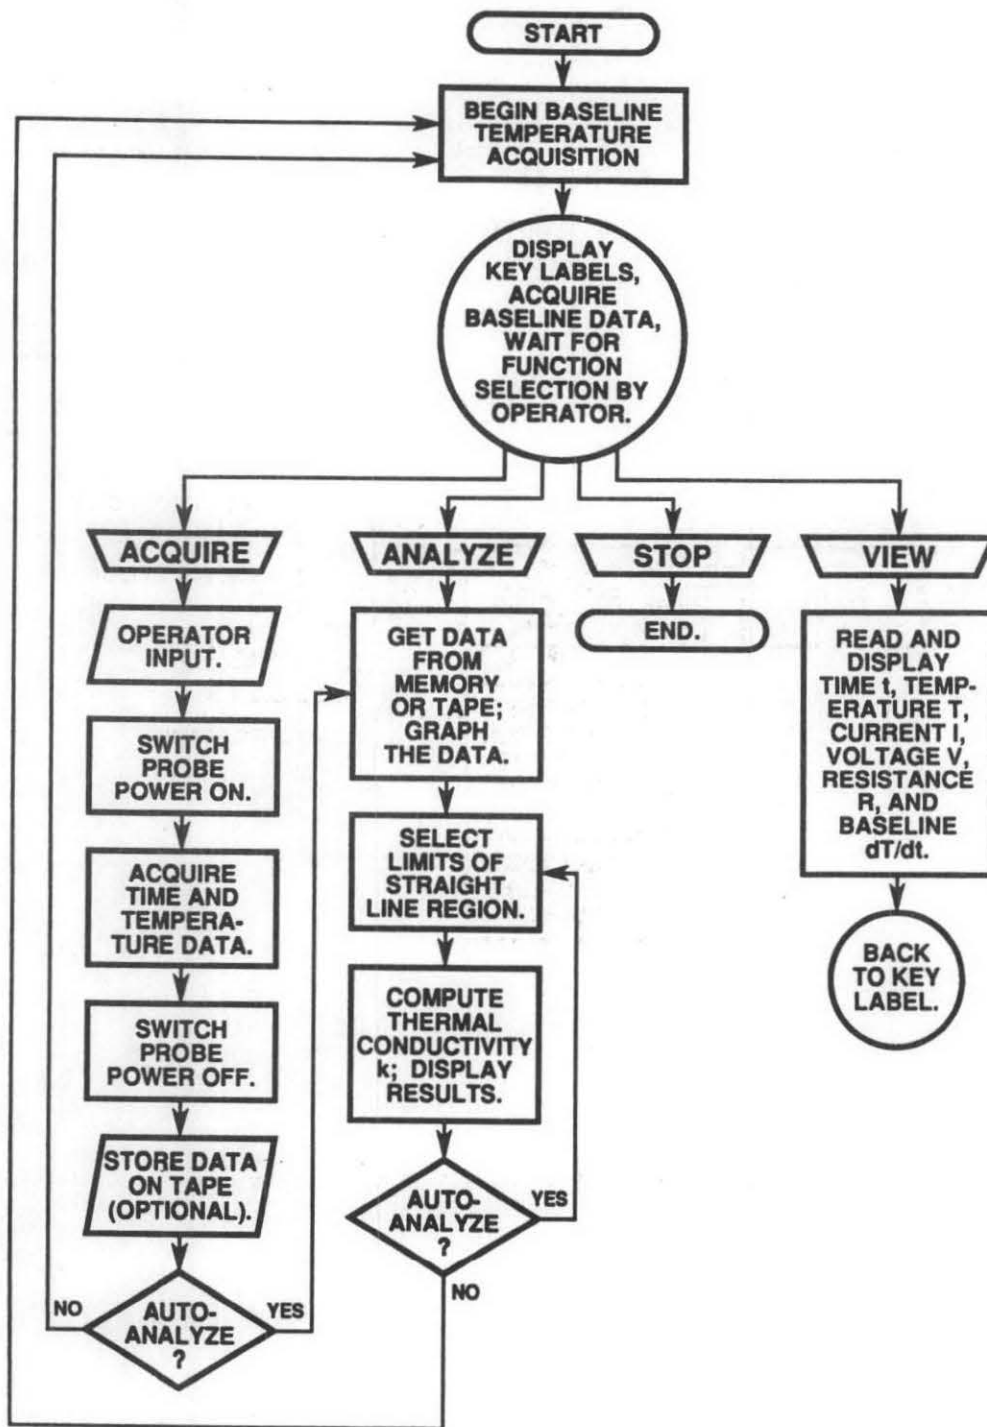 START
BEGIN BASELINE
TEMPERATURE
ACQUISITION
DISPLAY
KEY LABELS,
ACQUIRE
BASELINE DATA,
WAIT FOR
FUNCTION
SELECTION BY
OPERATOR.
ACQUIRE
OPERATOR
INPUT.
SWITCH
PROBE
POWER ON.
ACQUIRE
TIME AND
TEMPERA-
TURE DATA.
SWITCH
PROBE
POWER OFF.
STORE DATA
ON TAPE
(OPTIONAL).
NO
AUTO-
ANALYZE
?
YES
ANALYZE
GET DATA
FROM
MEMORY
OR TAPE;
GRAPH
THE DATA.
SELECT
LIMITS OF
STRAIGHT
LINE REGION.
COMPUTE
THERMAL
CONDUCTIVITY
k; DISPLAY
RESULTS.
AUTO-
ANALYZE
?
YES
NO
STOP
END.
VIEW
READ AND
DISPLAY
TIME t, TEMP-
ERATURE T,
CURRENT I,
VOLTAGE V,
RESISTANCE
R, AND
BASELINE
dT/dt.
BACK
TO KEY
LABEL.